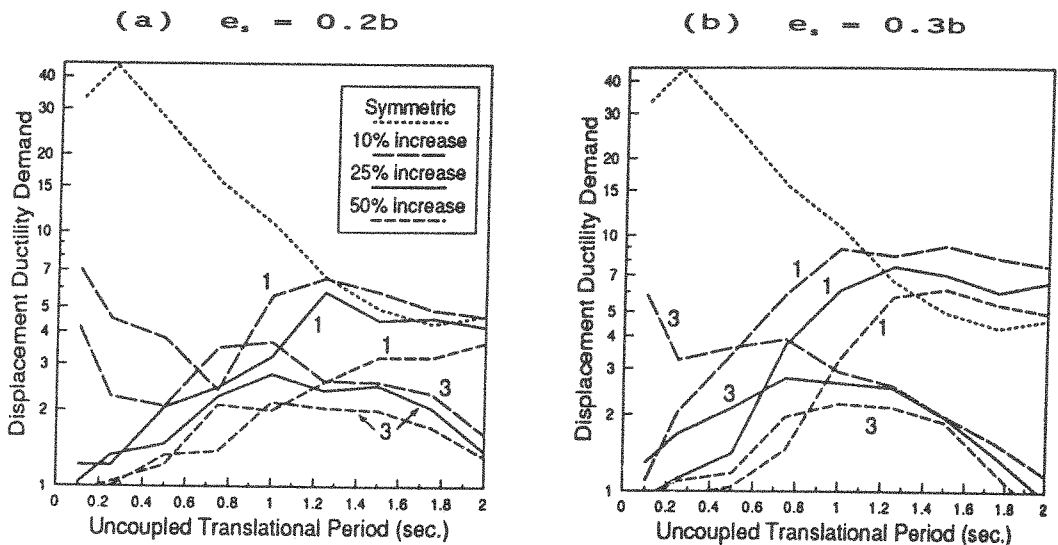 (a) eₛ = 0.2b
(b) eₛ = 0.3b
Displacement Ductility Demand
40
30
20
15
10
7
5
4
3
2
1
Symmetric
10% increase
25% increase
50% increase
1
1
1
3
3
0 0.2 0.4 0.6 0.8 1 1.2 1.4 1.6 1.8 2
Uncoupled Translational Period (sec.)
Displacement Ductility Demand
40
30
20
15
10
7
5
4
3
2
1
1
1
1
3
3
3
0 0.2 0.4 0.6 0.8 1 1.2 1.4 1.6 1.8 2
Uncoupled Translational Period (sec.)